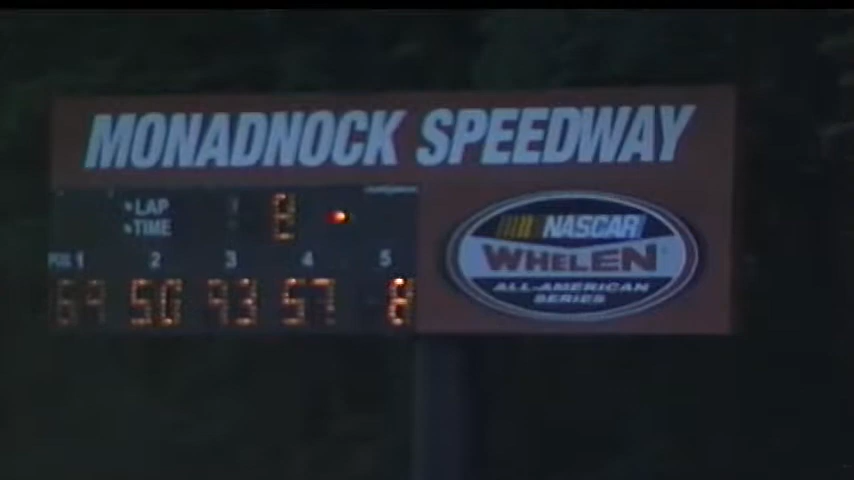 MONADNOCK SPEEDWAY
LAP
TIME
2
POS 1 2 3 4 5
69 50 93 57 8
NASCAR
WHELEN
ALL-AMERICAN
SERIES